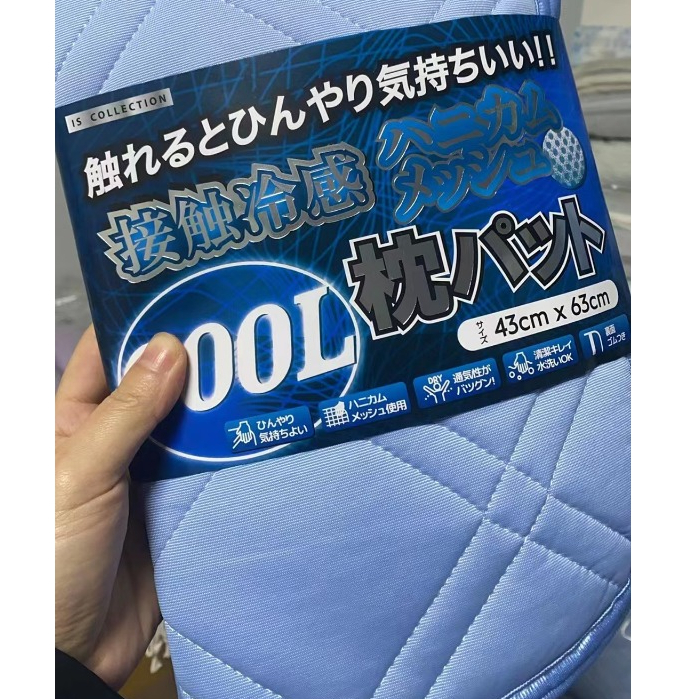 IS COLLECTION
触れるとひんやり気持ちいい!!
接触冷感
ハニカム
メッシュ
枕パット
OOL
サイズ 43cm x 63cm
ひんやり
気持ちよい
ハニカム
メッシュ使用
DRY
通気性が
バツグン!
清潔キレイ
水洗いOK
裏面
ゴムつき